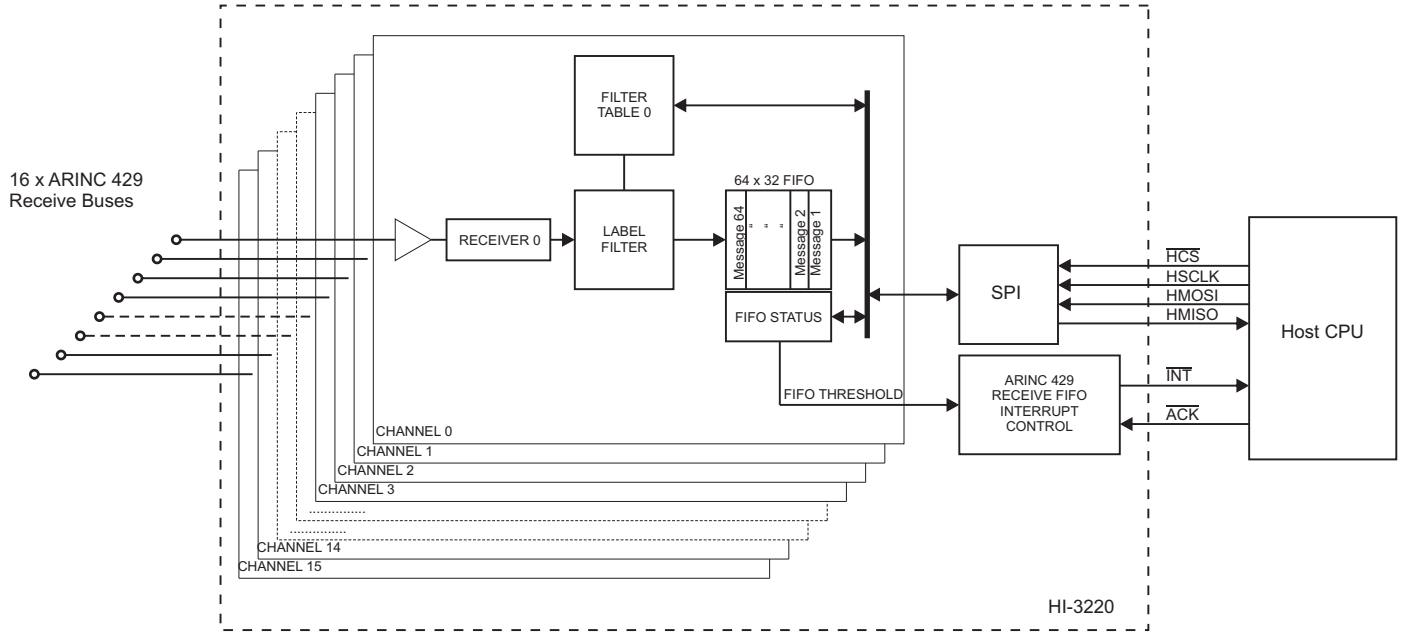 FILTER
TABLE 0
16 x ARINC 429
Receive Buses
64 x 32 FIFO
Message 64
" " "
Message 2
Message 1
RECEIVER 0
LABEL
FILTER
FIFO STATUS
SPI
HCS
HSCLK
HMOSI
HMISO
Host CPU
FIFO THRESHOLD
ARINC 429
RECEIVE FIFO
INTERRUPT
CONTROL
INT
ACK
CHANNEL 0
CHANNEL 1
CHANNEL 2
CHANNEL 3
................
................
CHANNEL 14
CHANNEL 15
HI-3220